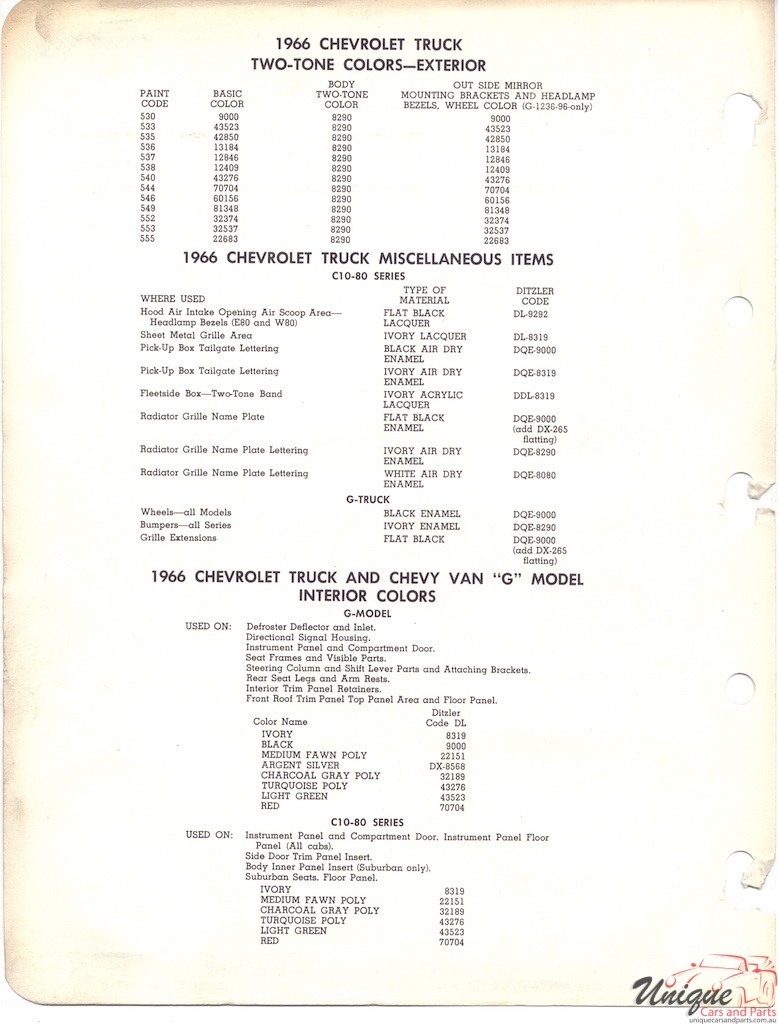 1966 CHEVROLET TRUCK
TWO-TONE COLORS—EXTERIOR
PAINT CODE BASIC COLOR BODY TWO-TONE COLOR OUT SIDE MIRROR MOUNTING BRACKETS AND HEADLAMP BEZELS, WHEEL COLOR (G-1236-96-only)
530 9000 8290 9000
533 43523 8290 43523
535 42850 8290 42850
536 13184 8290 13184
537 12846 8290 12846
538 12409 8290 12409
540 43276 8290 43276
544 70704 8290 70704
546 60156 8290 60156
549 81348 8290 81348
552 32374 8290 32374
553 32537 8290 32537
555 22683 8290 22683
1966 CHEVROLET TRUCK MISCELLANEOUS ITEMS
C10-80 SERIES
WHERE USED TYPE OF MATERIAL DITZLER CODE
Hood Air Intake Opening Air Scoop Area— FLAT BLACK DL-9292
Headlamp Bezels (E80 and W80) LACQUER
Sheet Metal Grille Area IVORY LACQUER DL-8319
Pick-Up Box Tailgate Lettering BLACK AIR DRY DQE-9000
ENAMEL
Pick-Up Box Tailgate Lettering IVORY AIR DRY DQE-8319
ENAMEL
Fleetside Box—Two-Tone Band IVORY ACRYLIC DDL-8319
LACQUER
Radiator Grille Name Plate FLAT BLACK DQE-9000
ENAMEL (add DX-265
flatting)
Radiator Grille Name Plate Lettering IVORY AIR DRY DQE-8290
ENAMEL
Radiator Grille Name Plate Lettering WHITE AIR DRY DQE-8080
ENAMEL
G-TRUCK
Wheels—all Models BLACK ENAMEL DQE-9000
Bumpers—all Series IVORY ENAMEL DQE-8290
Grille Extensions FLAT BLACK DQE-9000
(add DX-265
flatting)
1966 CHEVROLET TRUCK AND CHEVY VAN "G" MODEL
INTERIOR COLORS
G-MODEL
USED ON: Defroster Deflector and Inlet.
Directional Signal Housing.
Instrument Panel and Compartment Door.
Seat Frames and Visible Parts.
Steering Column and Shift Lever Parts and Attaching Brackets.
Rear Seat Legs and Arm Rests.
Interior Trim Panel Retainers.
Front Roof Trim Panel Top Panel Area and Floor Panel.
Color Name Ditzler Code DL
IVORY 8319
BLACK 9000
MEDIUM FAWN POLY 22151
ARGENT SILVER DX-8568
CHARCOAL GRAY POLY 32189
TURQUOISE POLY 43276
LIGHT GREEN 43523
RED 70704
C10-80 SERIES
USED ON: Instrument Panel and Compartment Door. Instrument Panel Floor
Panel (All cabs).
Side Door Trim Panel Insert.
Body Inner Panel Insert (Suburban only).
Suburban Seats. Floor Panel.
IVORY 8319
MEDIUM FAWN POLY 22151
CHARCOAL GRAY POLY 32189
TURQUOISE POLY 43276
LIGHT GREEN 43523
RED 70704
Unique
Cars and Parts
uniquecarsandparts.com.au